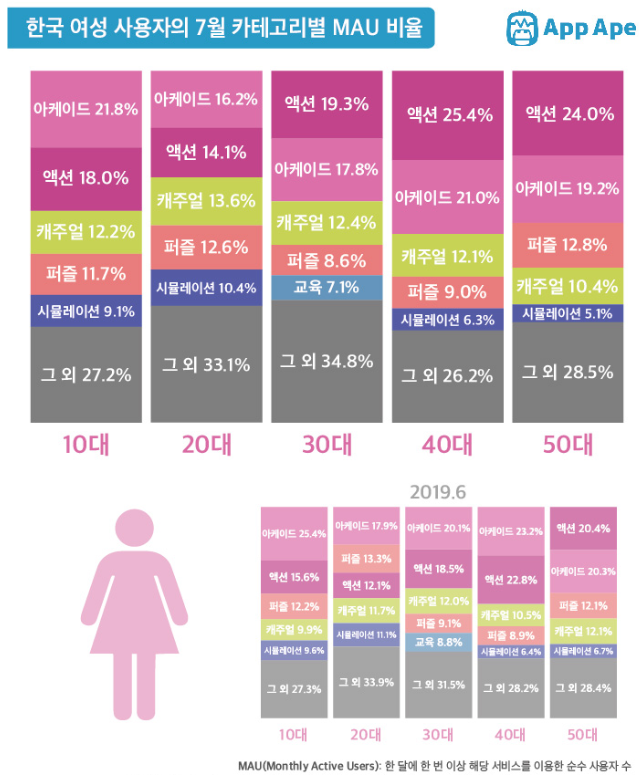 한국 여성 사용자의 7월 카테고리별 MAU 비율
App Ape
아케이드 21.8%
액션 18.0%
캐주얼 12.2%
퍼즐 11.7%
시뮬레이션 9.1%
그 외 27.2%
10대
아케이드 16.2%
액션 14.1%
캐주얼 13.6%
퍼즐 12.6%
시뮬레이션 10.4%
그 외 33.1%
20대
액션 19.3%
아케이드 17.8%
캐주얼 12.4%
퍼즐 8.6%
교육 7.1%
그 외 34.8%
30대
액션 25.4%
아케이드 21.0%
캐주얼 12.1%
퍼즐 9.0%
시뮬레이션 6.3%
그 외 26.2%
40대
액션 24.0%
아케이드 19.2%
퍼즐 12.8%
캐주얼 10.4%
시뮬레이션 5.1%
그 외 28.5%
50대
2019.6
아케이드 25.4%
액션 15.6%
퍼즐 12.2%
캐주얼 9.9%
시뮬레이션 9.6%
그 외 27.3%
10대
아케이드 17.9%
퍼즐 13.3%
액션 12.1%
캐주얼 11.7%
시뮬레이션 11.1%
그 외 33.9%
20대
아케이드 20.1%
액션 18.5%
캐주얼 12.0%
퍼즐 9.1%
교육 8.8%
그 외 31.5%
30대
아케이드 23.2%
액션 22.8%
캐주얼 10.5%
퍼즐 8.9%
시뮬레이션 6.4%
그 외 28.2%
40대
액션 20.4%
아케이드 20.3%
퍼즐 12.1%
캐주얼 12.1%
시뮬레이션 6.7%
그 외 28.4%
50대
MAU(Monthly Active Users): 한 달에 한 번 이상 해당 서비스를 이용한 순수 사용자 수